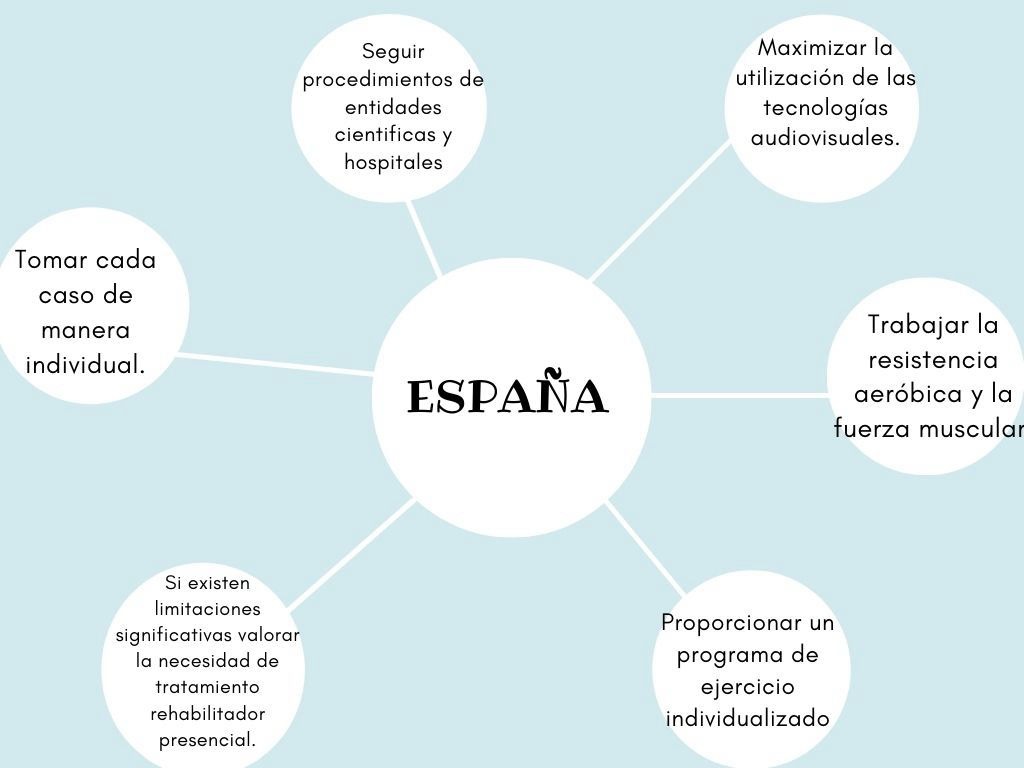 Seguir
procedimientos de
entidades
cientificas y
hospitales
Maximizar la
utilización de las
tecnologías
audiovisuales.
Tomar cada
caso de
manera
individual.
ESPAÑA
Trabajar la
resistencia
aeróbica y la
fuerza muscular
Si existen
limitaciones
significativas valorar
la necesidad de
tratamiento
rehabilitador
presencial.
Proporcionar un
programa de
ejercicio
individualizado